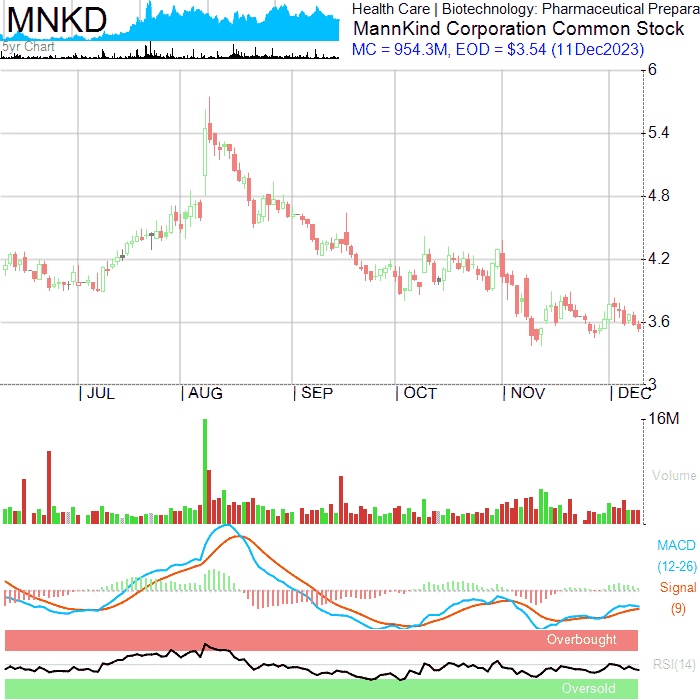 MNKD
5yr Chart
Health Care | Biotechnology: Pharmaceutical Prepara
MannKind Corporation Common Stock
MC = 954.3M, EOD = $3.54 (11Dec2023)
6
5.4
4.8
4.2
3.6
3
JUL AUG SEP OCT NOV DEC
16M
Volume
MACD
(12-26)
Signal
(9)
Overbought
RSI(14)
Oversold